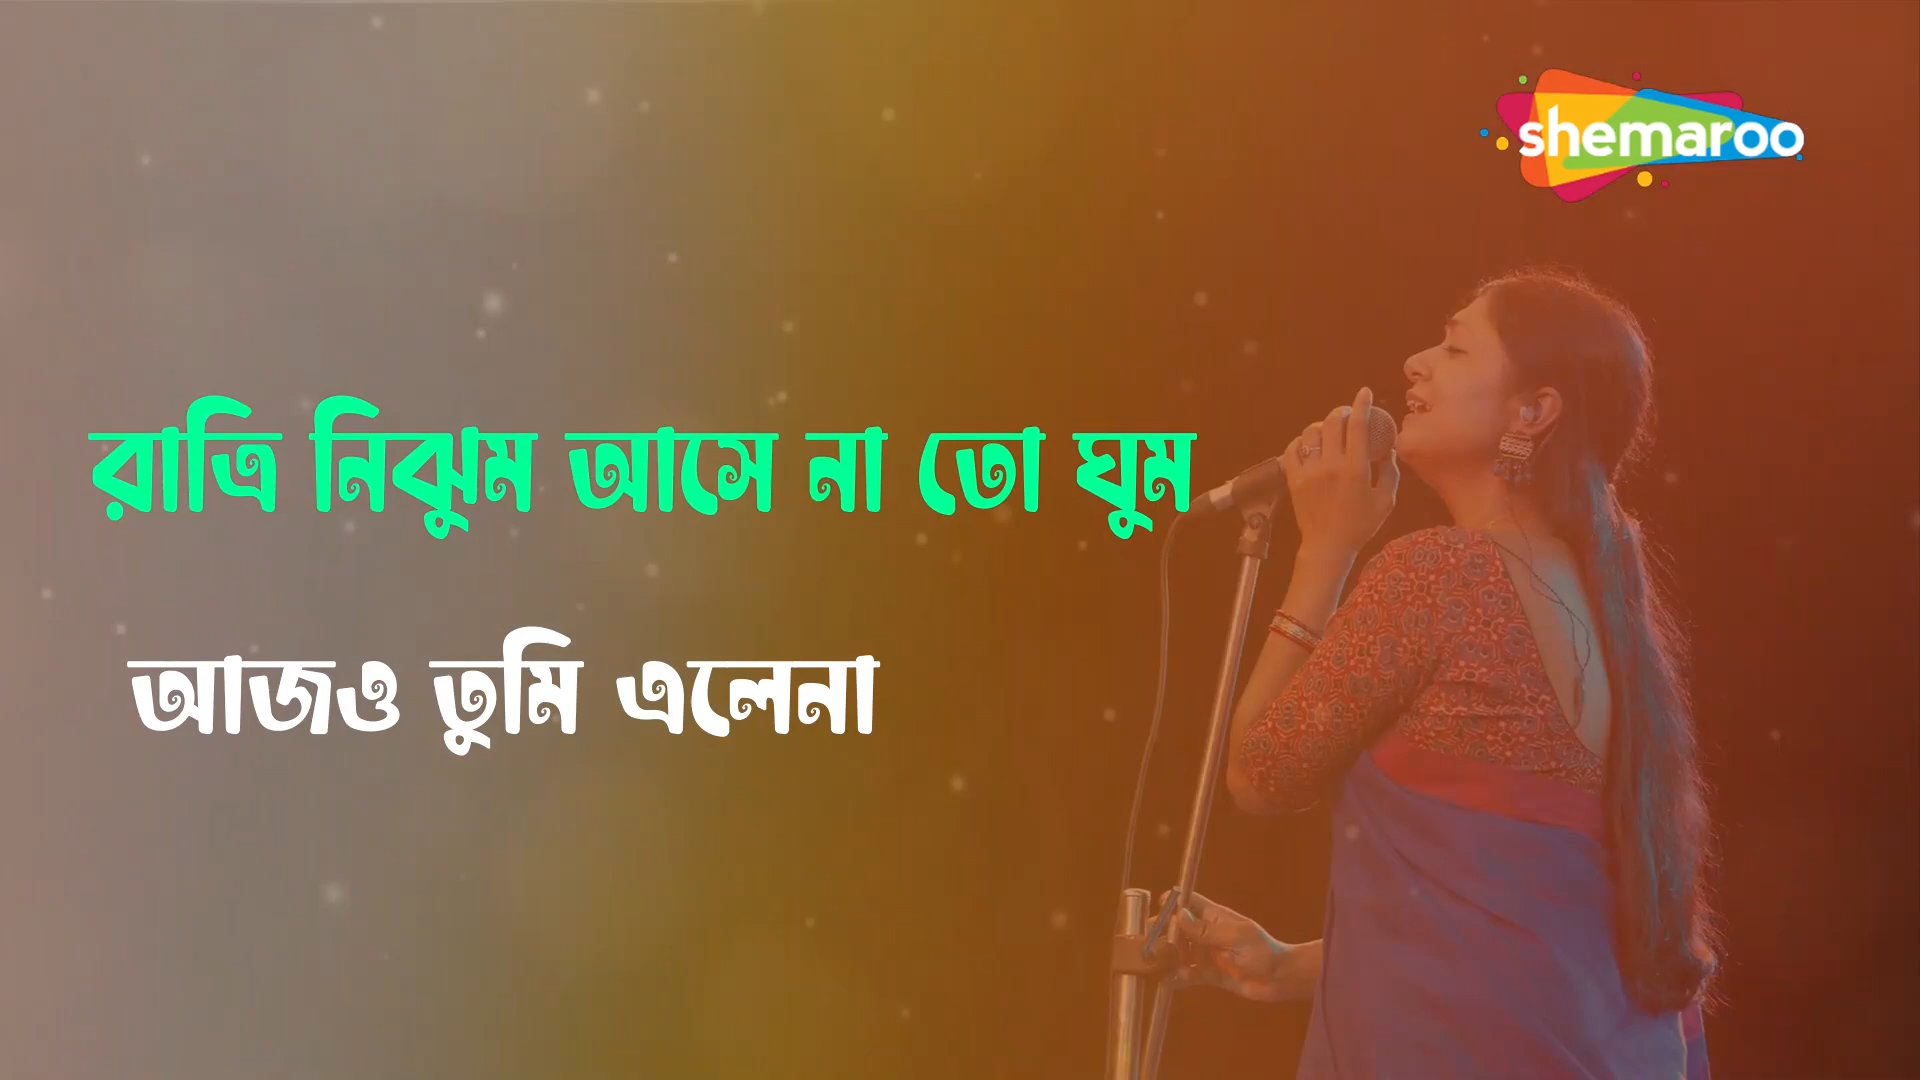 shemaroo
রাত্রি নিঝুম আসে না তো ঘুম
আজও তুমি এলেনা